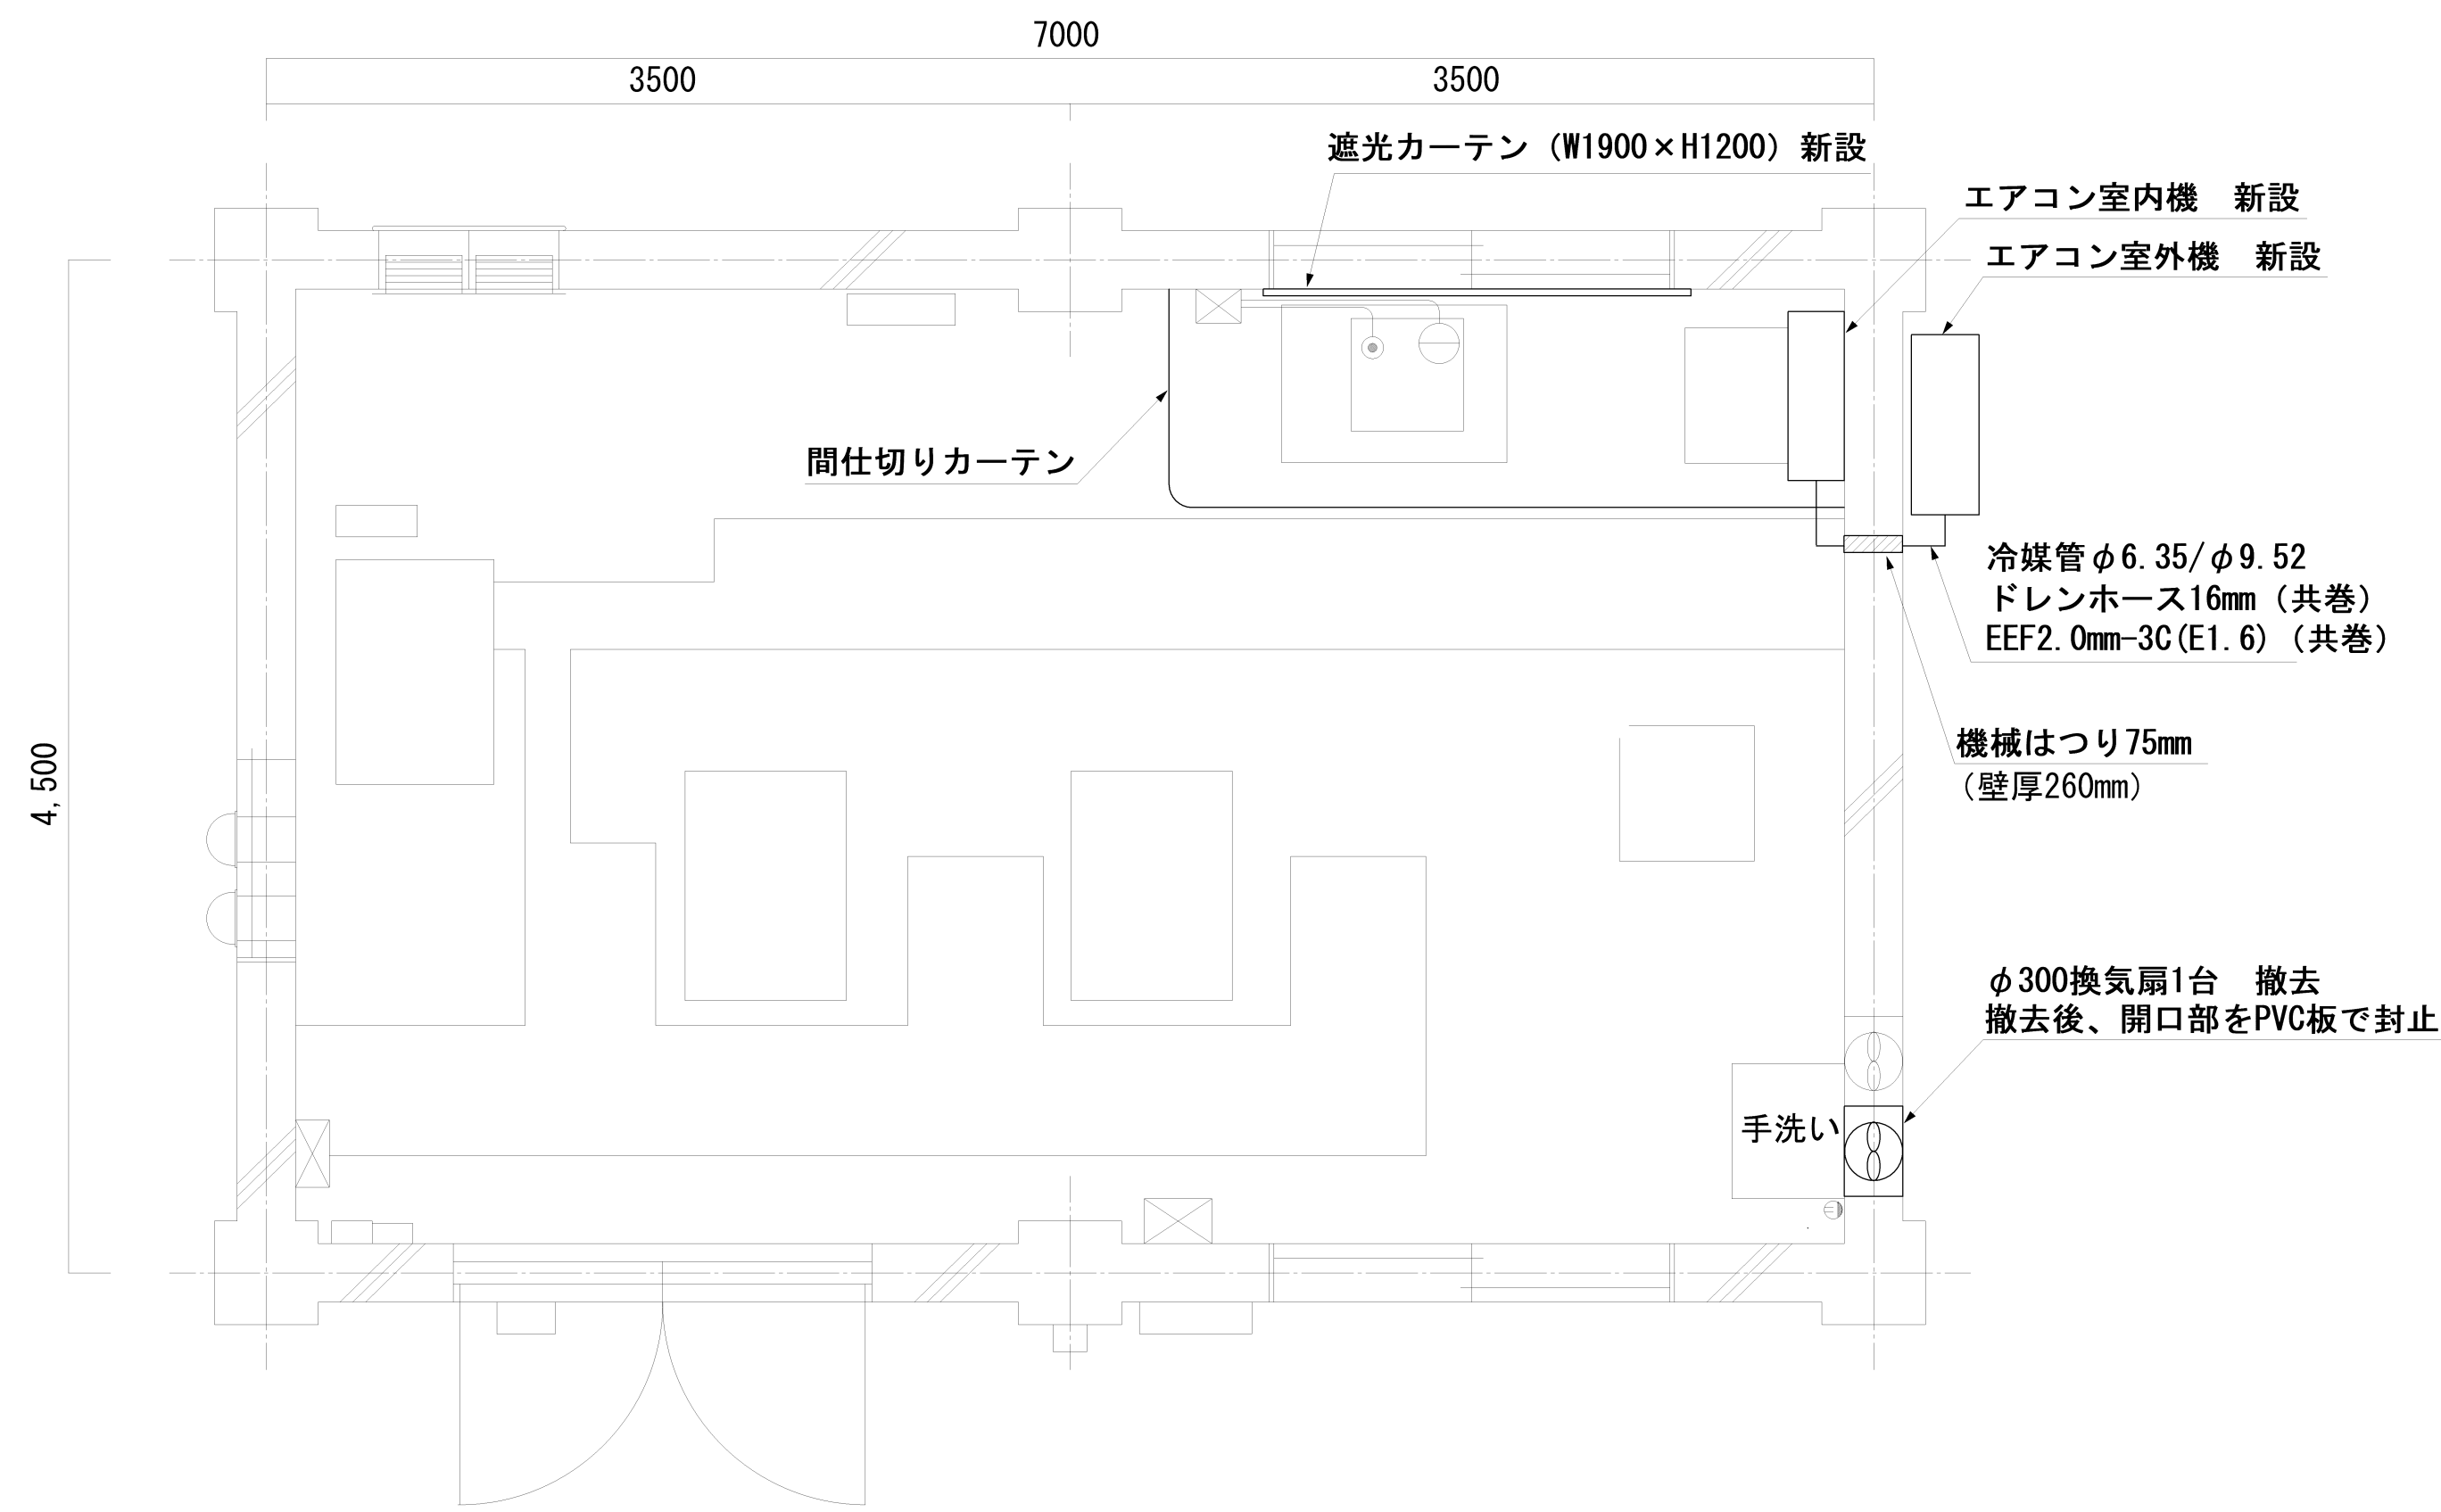 7000
3500
3500
遮光カーテン（W1900×H1200）新設
エアコン室内機　新設
エアコン室外機　新設
間仕切りカーテン
冷媒管φ6.35/φ9.52
ドレンホース16mm（共巻）
EEF2.0mm-3C(E1.6)（共巻）
機械はつり75mm
（壁厚260mm）
4,500
φ300換気扇1台　撤去
撤去後、開口部をPVC板で封止
手洗い